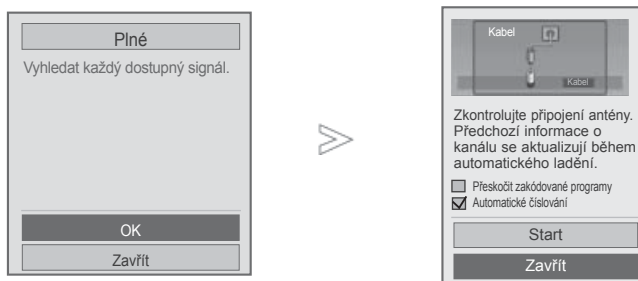 Plné
Vyhledat každý dostupný signál.
OK
Zavřít
Kabel
Kabel
Zkontrolujte připojení antény.
Předchozí informace o
kanálu se aktualizují během
automatického ladění.
Přeskočit zakódované programy
Automatické číslování
Start
Zavřít